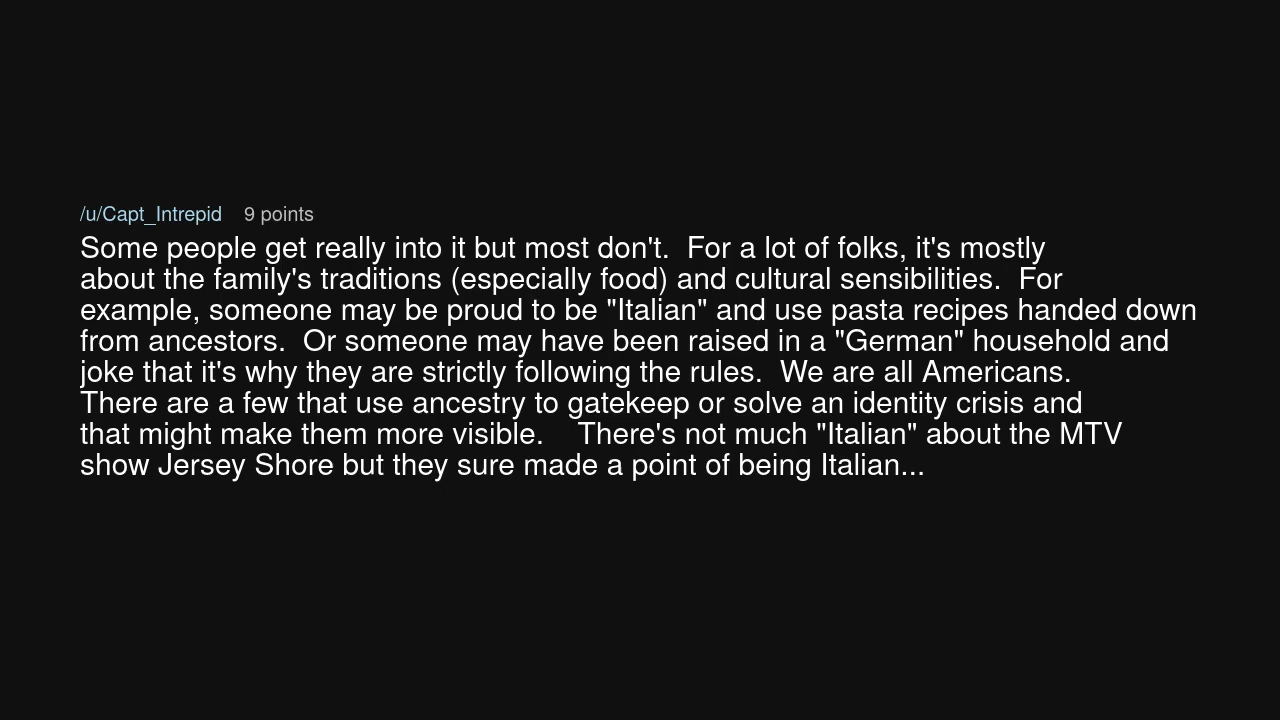 /u/Capt_Intrepid 9 points
Some people get really into it but most don't.  For a lot of folks, it's mostly
about the family's traditions (especially food) and cultural sensibilities.  For
example, someone may be proud to be "Italian" and use pasta recipes handed down
from ancestors.  Or someone may have been raised in a "German" household and
joke that it's why they are strictly following the rules.  We are all Americans.
There are a few that use ancestry to gatekeep or solve an identity crisis and
that might make them more visible.    There's not much "Italian" about the MTV
show Jersey Shore but they sure made a point of being Italian...